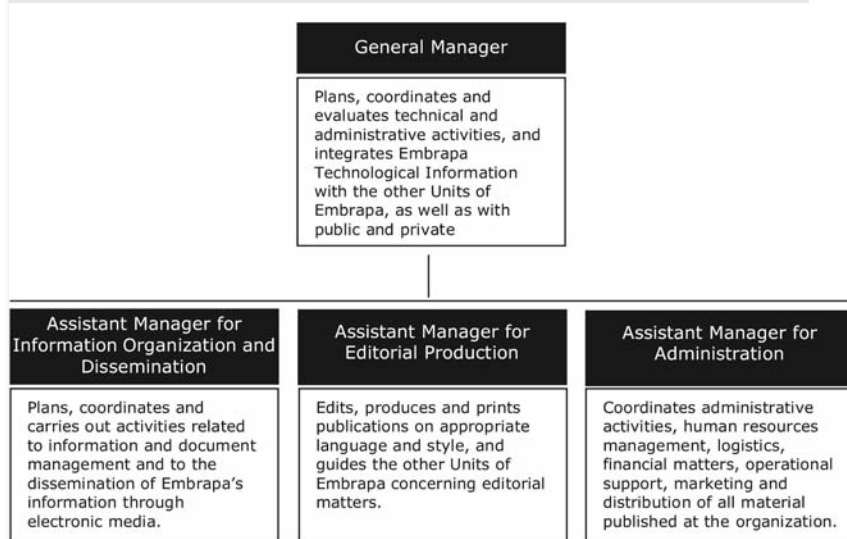 General Manager
Plans, coordinates and
evaluates technical and
administrative activities, and
integrates Embrapa
Technological Information
with the other Units of
Embrapa, as well as with
public and private
Assistant Manager for
Information Organization and
Dissemination
Plans, coordinates and
carries out activities related
to information and document
management and to the
dissemination of Embrapa's
information through
electronic media.
Assistant Manager for
Editorial Production
Edits, produces and prints
publications on appropriate
language and style, and
guides the other Units of
Embrapa concerning editorial
matters.
Assistant Manager for
Administration
Coordinates administrative
activities, human resources
management, logistics,
financial matters, operational
support, marketing and
distribution of all material
published at the organization.